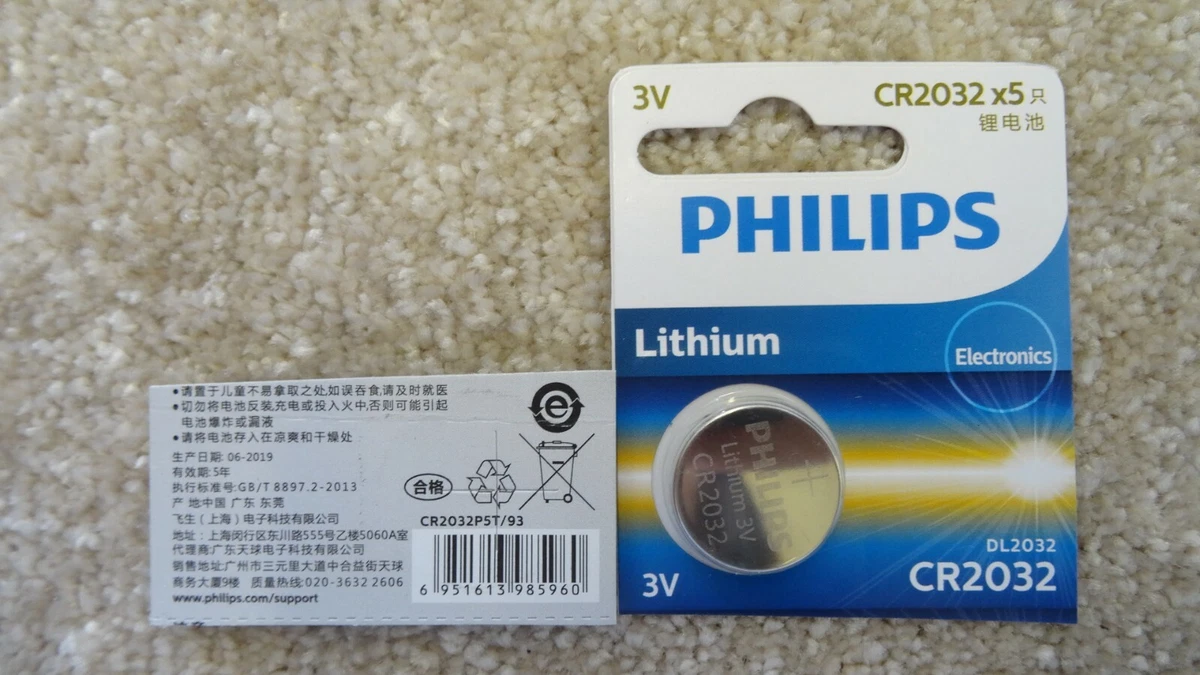 •请置于儿童不易拿取之处,如误吞食,请及时就医
•切勿将电池反装,充电或投入火中,否则可能引起
电池爆炸或漏液
•请将电池存入在凉爽和干燥处
生产日期: 06-2019
有效期: 5年
执行标准号:GB/T 8897.2-2013
产 地:中国 广东 东莞
飞生（上海）电子科技有限公司
地址：上海闵行区东川路555号乙楼5060A室
代理商:广东天球电子科技有限公司
销售地址:广州市三元里大道中合益街天球
商务大厦9楼 质量热线:020-3632 2606
www.philips.com/support
e
合格
CR2032P5T/93
6 951613 985960
3V
CR2032 x5只
锂电池
PHILIPS
Lithium
Electronics
+
PHILIPS
Lithium 3V
CR2032
DL2032
3V
CR2032